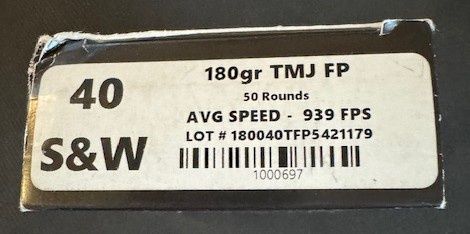 40
S&W
180gr TMJ FP
50 Rounds
AVG SPEED - 939 FPS
LOT # 180040TFP5421179
1000697